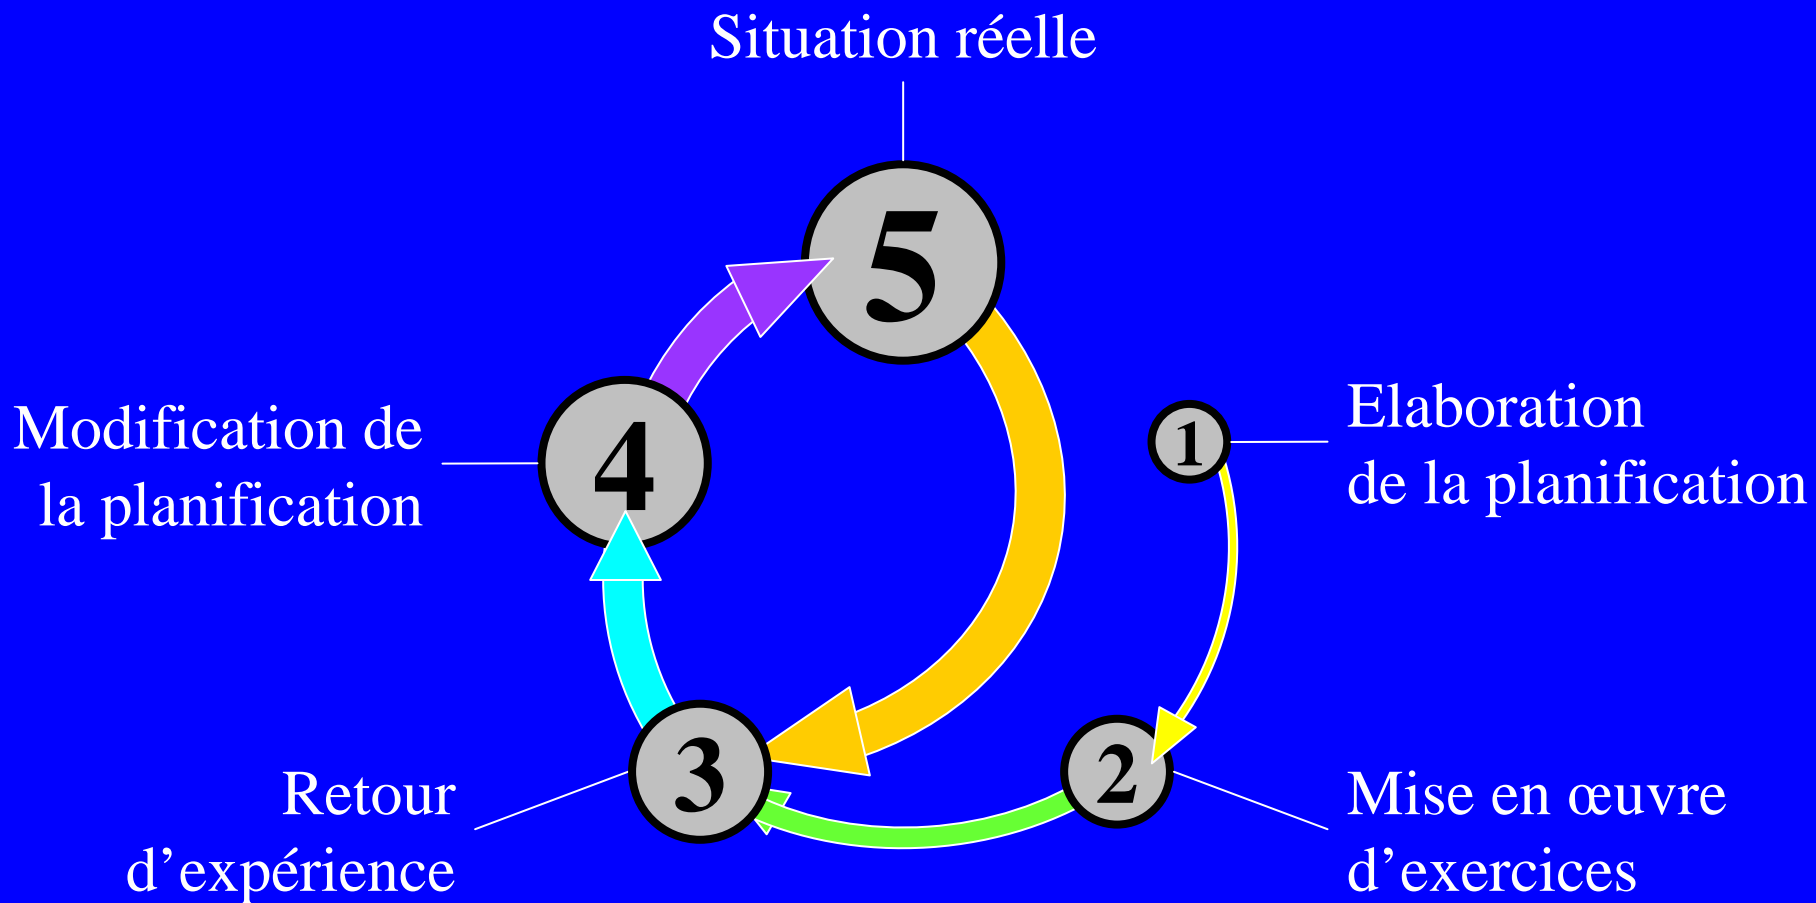 Situation réelle
5
Modification de
la planification
4
1
Elaboration
de la planification
3
Retour
d’expérience
2
Mise en œuvre
d’exercices